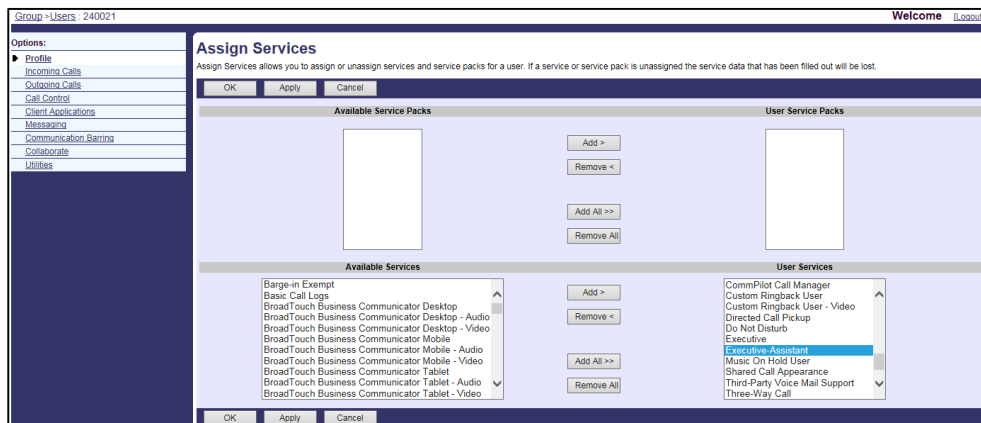 Group >Users : 240021
Welcome [Logout
Options:
Profile
Incoming Calls
Outgoing Calls
Call Control
Client Applications
Messaging
Communication Barring
Collaborate
Utilities
Assign Services
Assign Services allows you to assign or unassign services and service packs for a user. If a service or service pack is unassigned the service data that has been filled out will be lost.
OK Apply Cancel
Available Service Packs User Service Packs
Add >
Remove <
Add All >>
Remove All
Available Services User Services
Barge-in Exempt
Basic Call Logs
BroadTouch Business Communicator Desktop
BroadTouch Business Communicator Desktop - Audio
BroadTouch Business Communicator Desktop - Video
BroadTouch Business Communicator Mobile
BroadTouch Business Communicator Mobile - Audio
BroadTouch Business Communicator Mobile - Video
BroadTouch Business Communicator Tablet
BroadTouch Business Communicator Tablet - Audio
BroadTouch Business Communicator Tablet - Video
Add >
Remove <
Add All >>
Remove All
CommPilot Call Manager
Custom Ringback User
Custom Ringback User - Video
Directed Call Pickup
Do Not Disturb
Executive
Executive-Assistant
Music On Hold User
Shared Call Appearance
Third-Party Voice Mail Support
Three-Way Call
OK Apply Cancel